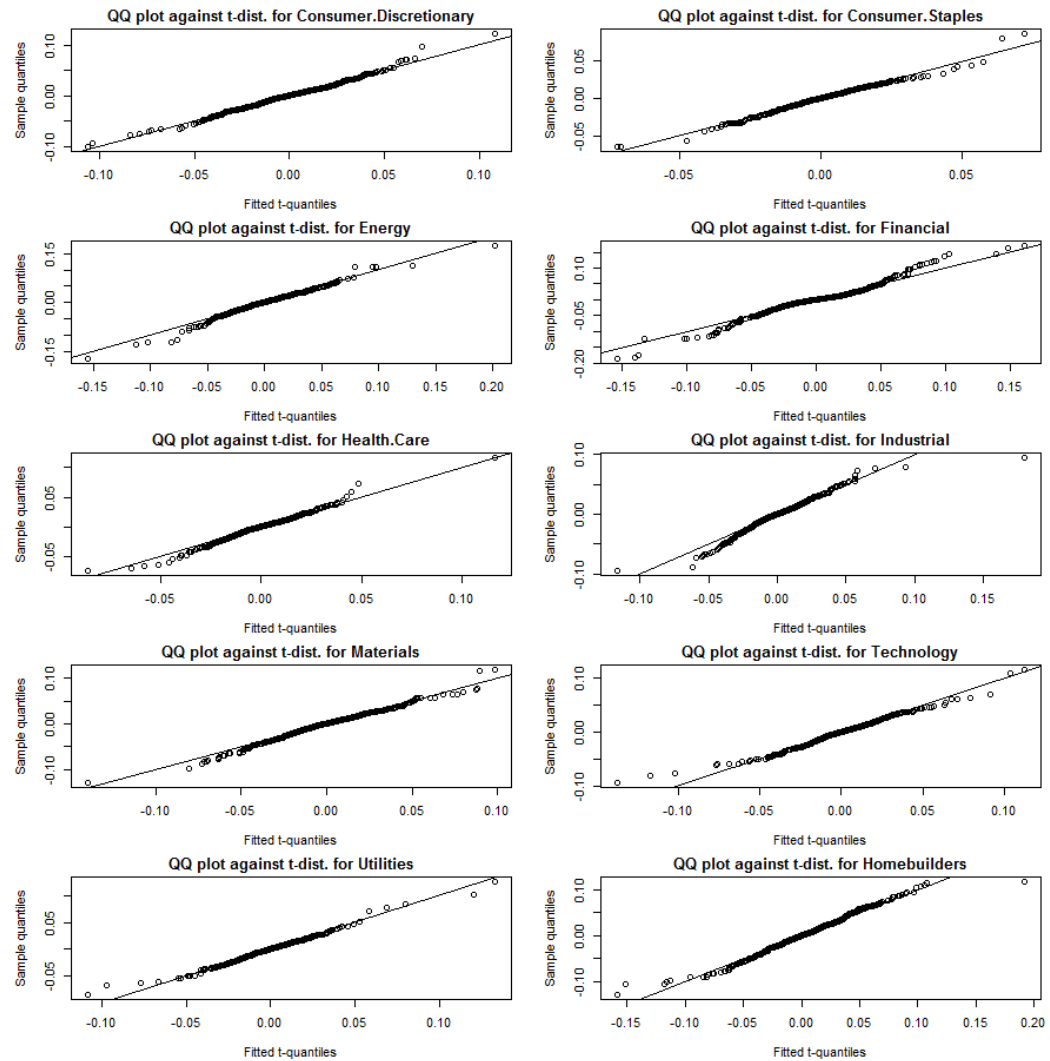 QQ plot against t-dist. for Consumer.Discretionary
Sample quantiles
-0.10 0.00 0.10
-0.10 -0.05 0.00 0.05 0.10
Fitted t-quantiles
QQ plot against t-dist. for Consumer.Staples
Sample quantiles
-0.05 0.05
-0.05 0.00 0.05
Fitted t-quantiles
QQ plot against t-dist. for Energy
Sample quantiles
-0.15 0.00 0.15
-0.15 -0.10 -0.05 0.00 0.05 0.10 0.15 0.20
Fitted t-quantiles
QQ plot against t-dist. for Financial
Sample quantiles
-0.20 -0.05 0.10
-0.15 -0.10 -0.05 0.00 0.05 0.10 0.15
Fitted t-quantiles
QQ plot against t-dist. for Health.Care
Sample quantiles
-0.05 0.05
-0.05 0.00 0.05 0.10
Fitted t-quantiles
QQ plot against t-dist. for Industrial
Sample quantiles
-0.10 0.00 0.10
-0.10 -0.05 0.00 0.05 0.10 0.15
Fitted t-quantiles
QQ plot against t-dist. for Materials
Sample quantiles
-0.10 0.00 0.10
-0.10 -0.05 0.00 0.05 0.10
Fitted t-quantiles
QQ plot against t-dist. for Technology
Sample quantiles
-0.10 0.00 0.10
-0.10 -0.05 0.00 0.05 0.10
Fitted t-quantiles
QQ plot against t-dist. for Utilities
Sample quantiles
-0.05 0.05
-0.10 -0.05 0.00 0.05 0.10
Fitted t-quantiles
QQ plot against t-dist. for Homebuilders
Sample quantiles
-0.10 0.00 0.10
-0.15 -0.10 -0.05 0.00 0.05 0.10 0.15 0.20
Fitted t-quantiles